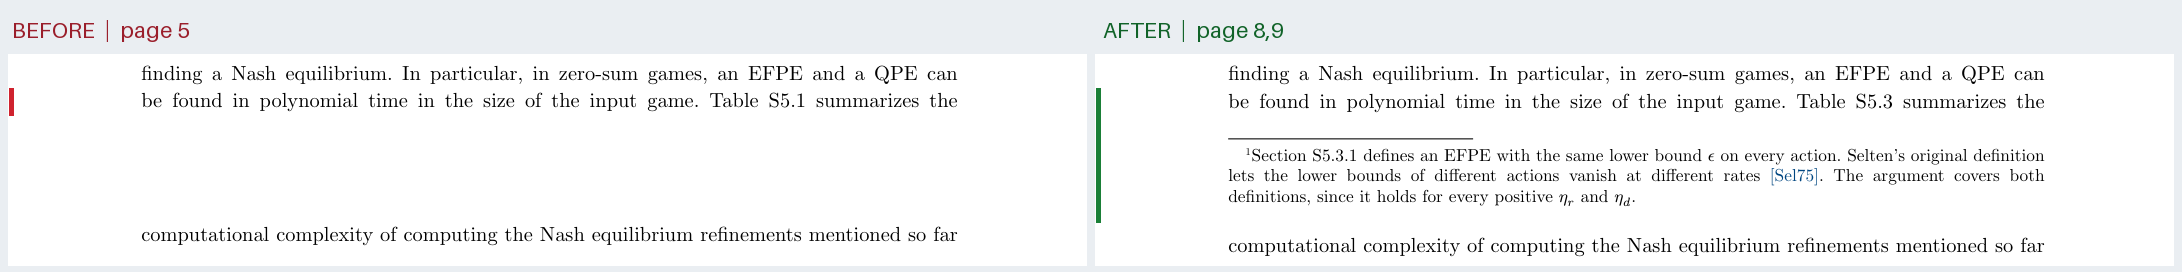 BEFORE | page 5
finding a Nash equilibrium. In particular, in zero-sum games, an EFPE and a QPE can
be found in polynomial time in the size of the input game. Table S5.1 summarizes the
computational complexity of computing the Nash equilibrium refinements mentioned so far
AFTER | page 8,9
finding a Nash equilibrium. In particular, in zero-sum games, an EFPE and a QPE can
be found in polynomial time in the size of the input game. Table S5.3 summarizes the
¹Section S5.3.1 defines an EFPE with the same lower bound ϵ on every action. Selten's original definition
lets the lower bounds of different actions vanish at different rates [Sel75]. The argument covers both
definitions, since it holds for every positive η_r and η_d.
computational complexity of computing the Nash equilibrium refinements mentioned so far